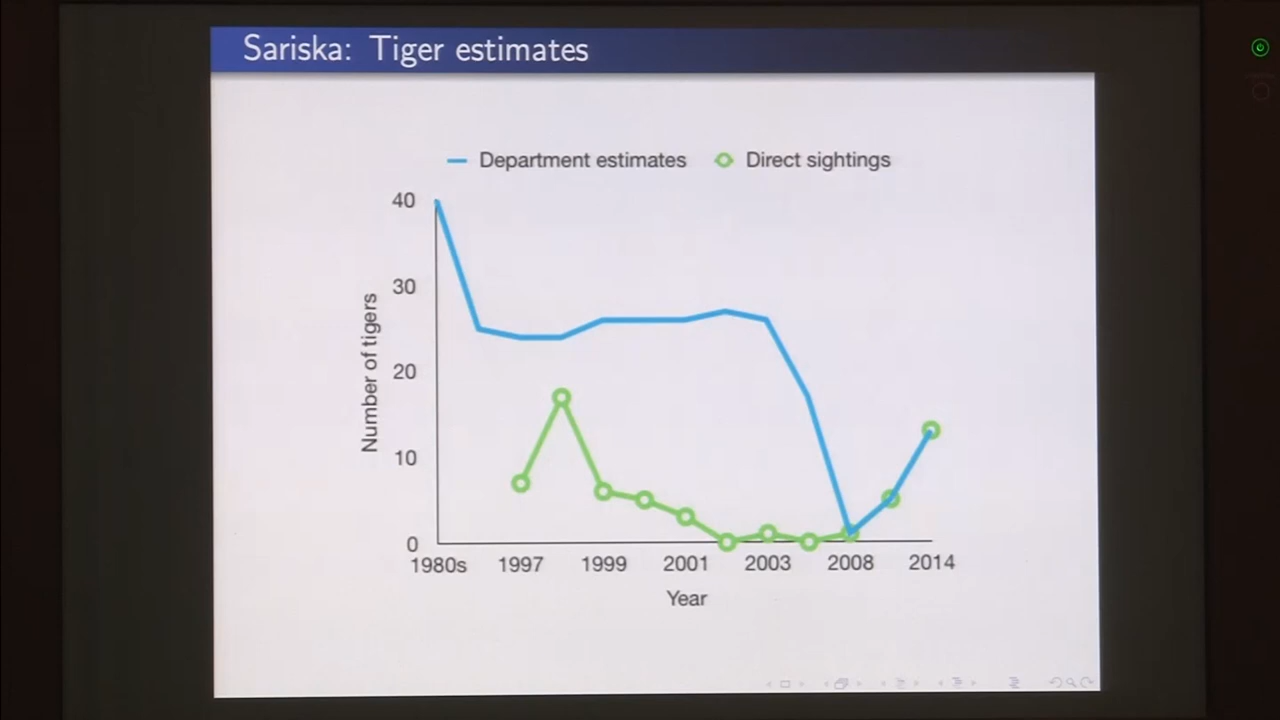 Sariska: Tiger estimates
Department estimates
Direct sightings
40
30
20
10
0
Number of tigers
1980s 1997 1999 2001 2003 2008 2014
Year